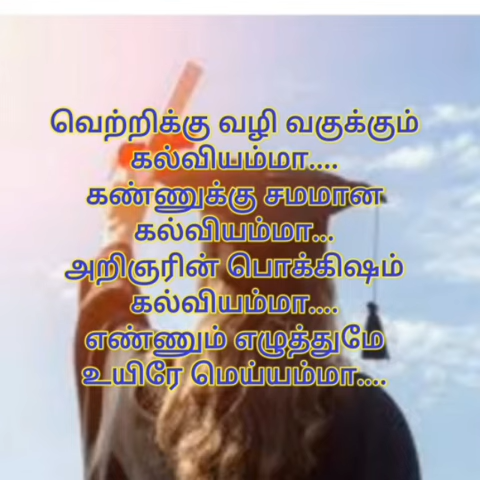 வெற்றிக்கு வழி வகுக்கும்
கல்வியம்மா....
கண்ணுக்கு சமமான
கல்வியம்மா...
அறிஞரின் பொக்கிஷம்
கல்வியம்மா....
எண்ணும் எழுத்துமே
உயிரே மெய்யம்மா....